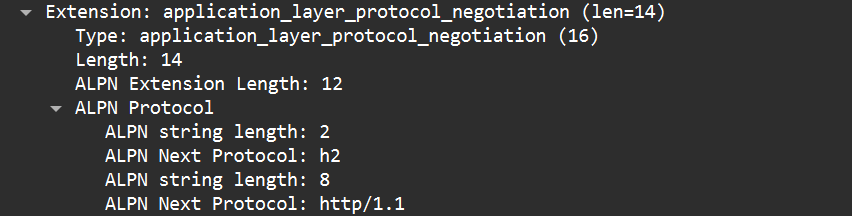 Extension: application_layer_protocol_negotiation (len=14)
Type: application_layer_protocol_negotiation (16)
Length: 14
ALPN Extension Length: 12
ALPN Protocol
ALPN string length: 2
ALPN Next Protocol: h2
ALPN string length: 8
ALPN Next Protocol: http/1.1